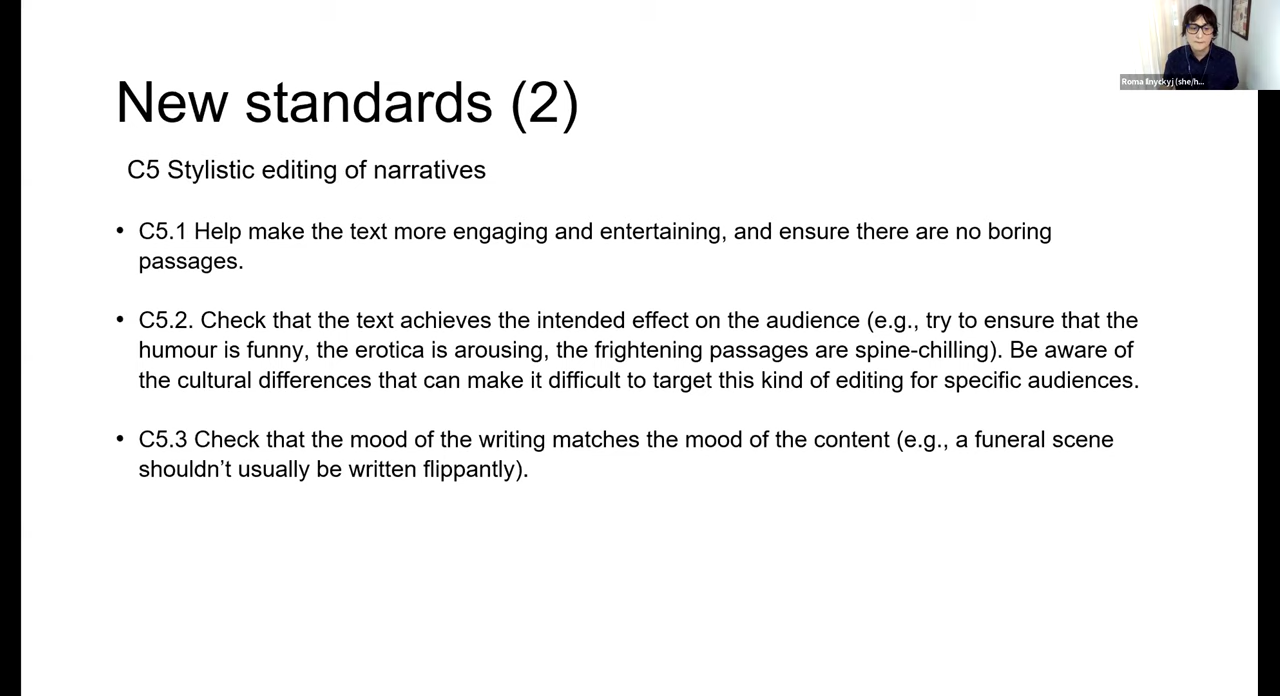 Roma Ilnyckyj (she/h...
New standards (2)
C5 Stylistic editing of narratives
• C5.1 Help make the text more engaging and entertaining, and ensure there are no boring
passages.
• C5.2. Check that the text achieves the intended effect on the audience (e.g., try to ensure that the
humour is funny, the erotica is arousing, the frightening passages are spine-chilling). Be aware of
the cultural differences that can make it difficult to target this kind of editing for specific audiences.
• C5.3 Check that the mood of the writing matches the mood of the content (e.g., a funeral scene
shouldn’t usually be written flippantly).